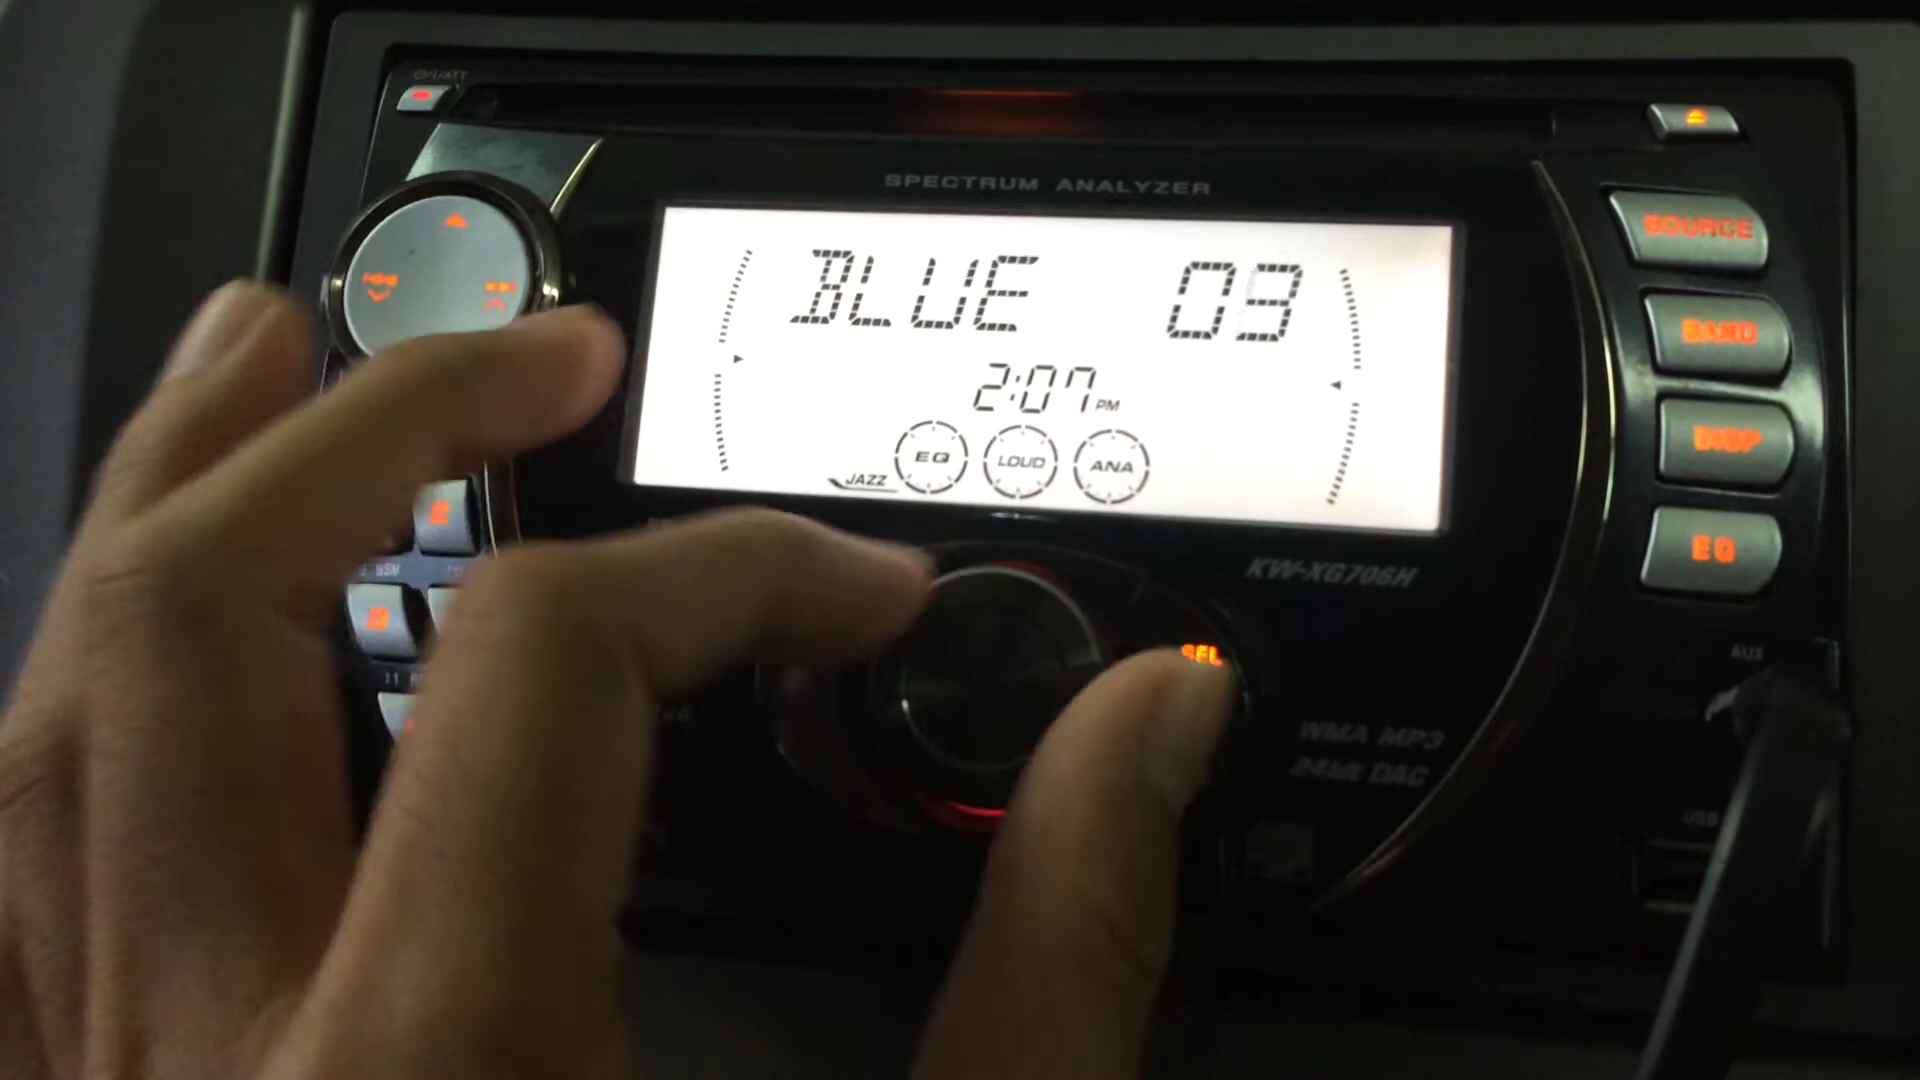 ⏻/I/ATT
SPECTRUM ANALYZER
SOURCE
BLUE 03
BAND
2:07 PM
DISP
EQ LOUD ANA
JAZZ
EQ
KW-XG706H
SEL
AUX
WMA MP3
24bit DAC
USB